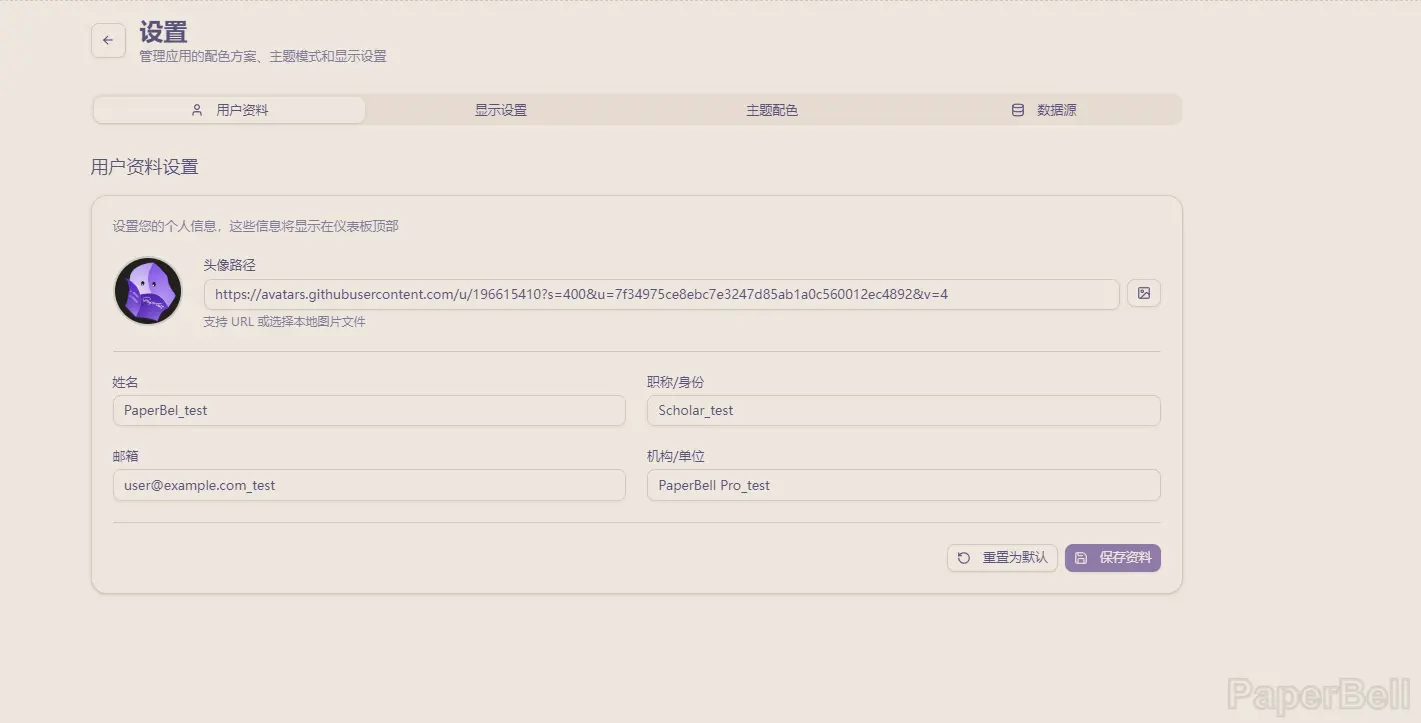 设置
管理应用的配色方案、主题模式和显示设置
用户资料 显示设置 主题配色 数据源
用户资料设置
设置您的个人信息，这些信息将显示在仪表板顶部
头像路径
https://avatars.githubusercontent.com/u/196615410?s=400&u=7f34975ce8ebc7e3247d85ab1a0c560012ec4892&v=4
支持 URL 或选择本地图片文件
姓名 职称/身份
PaperBel_test Scholar_test
邮箱 机构/单位
user@example.com_test PaperBell Pro_test
重置为默认 保存资料
PaperBell